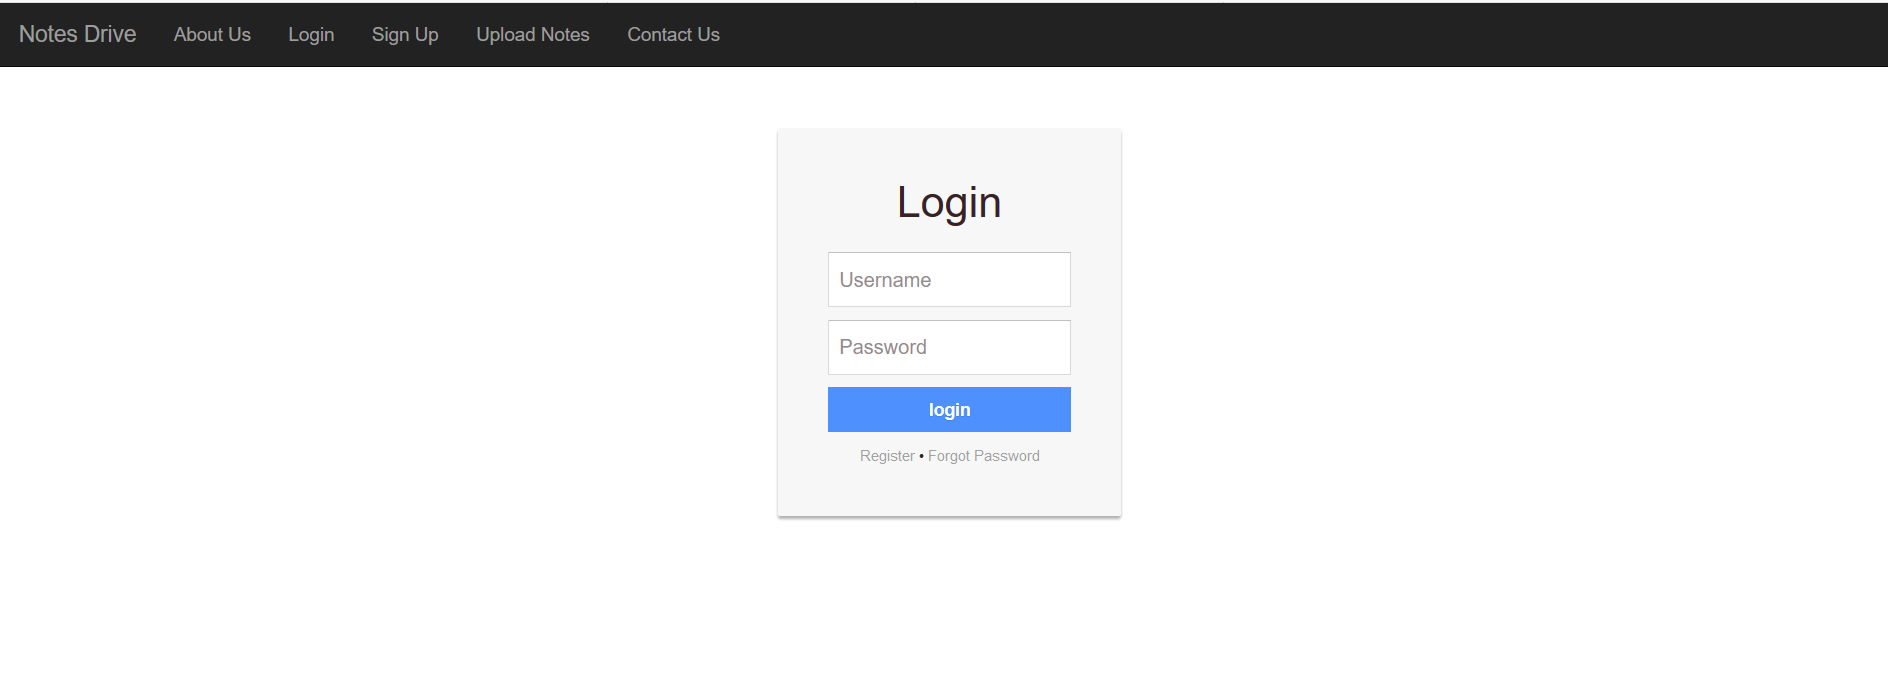 Notes Drive About Us Login Sign Up Upload Notes Contact Us
Login
Username
Password
login
Register • Forgot Password